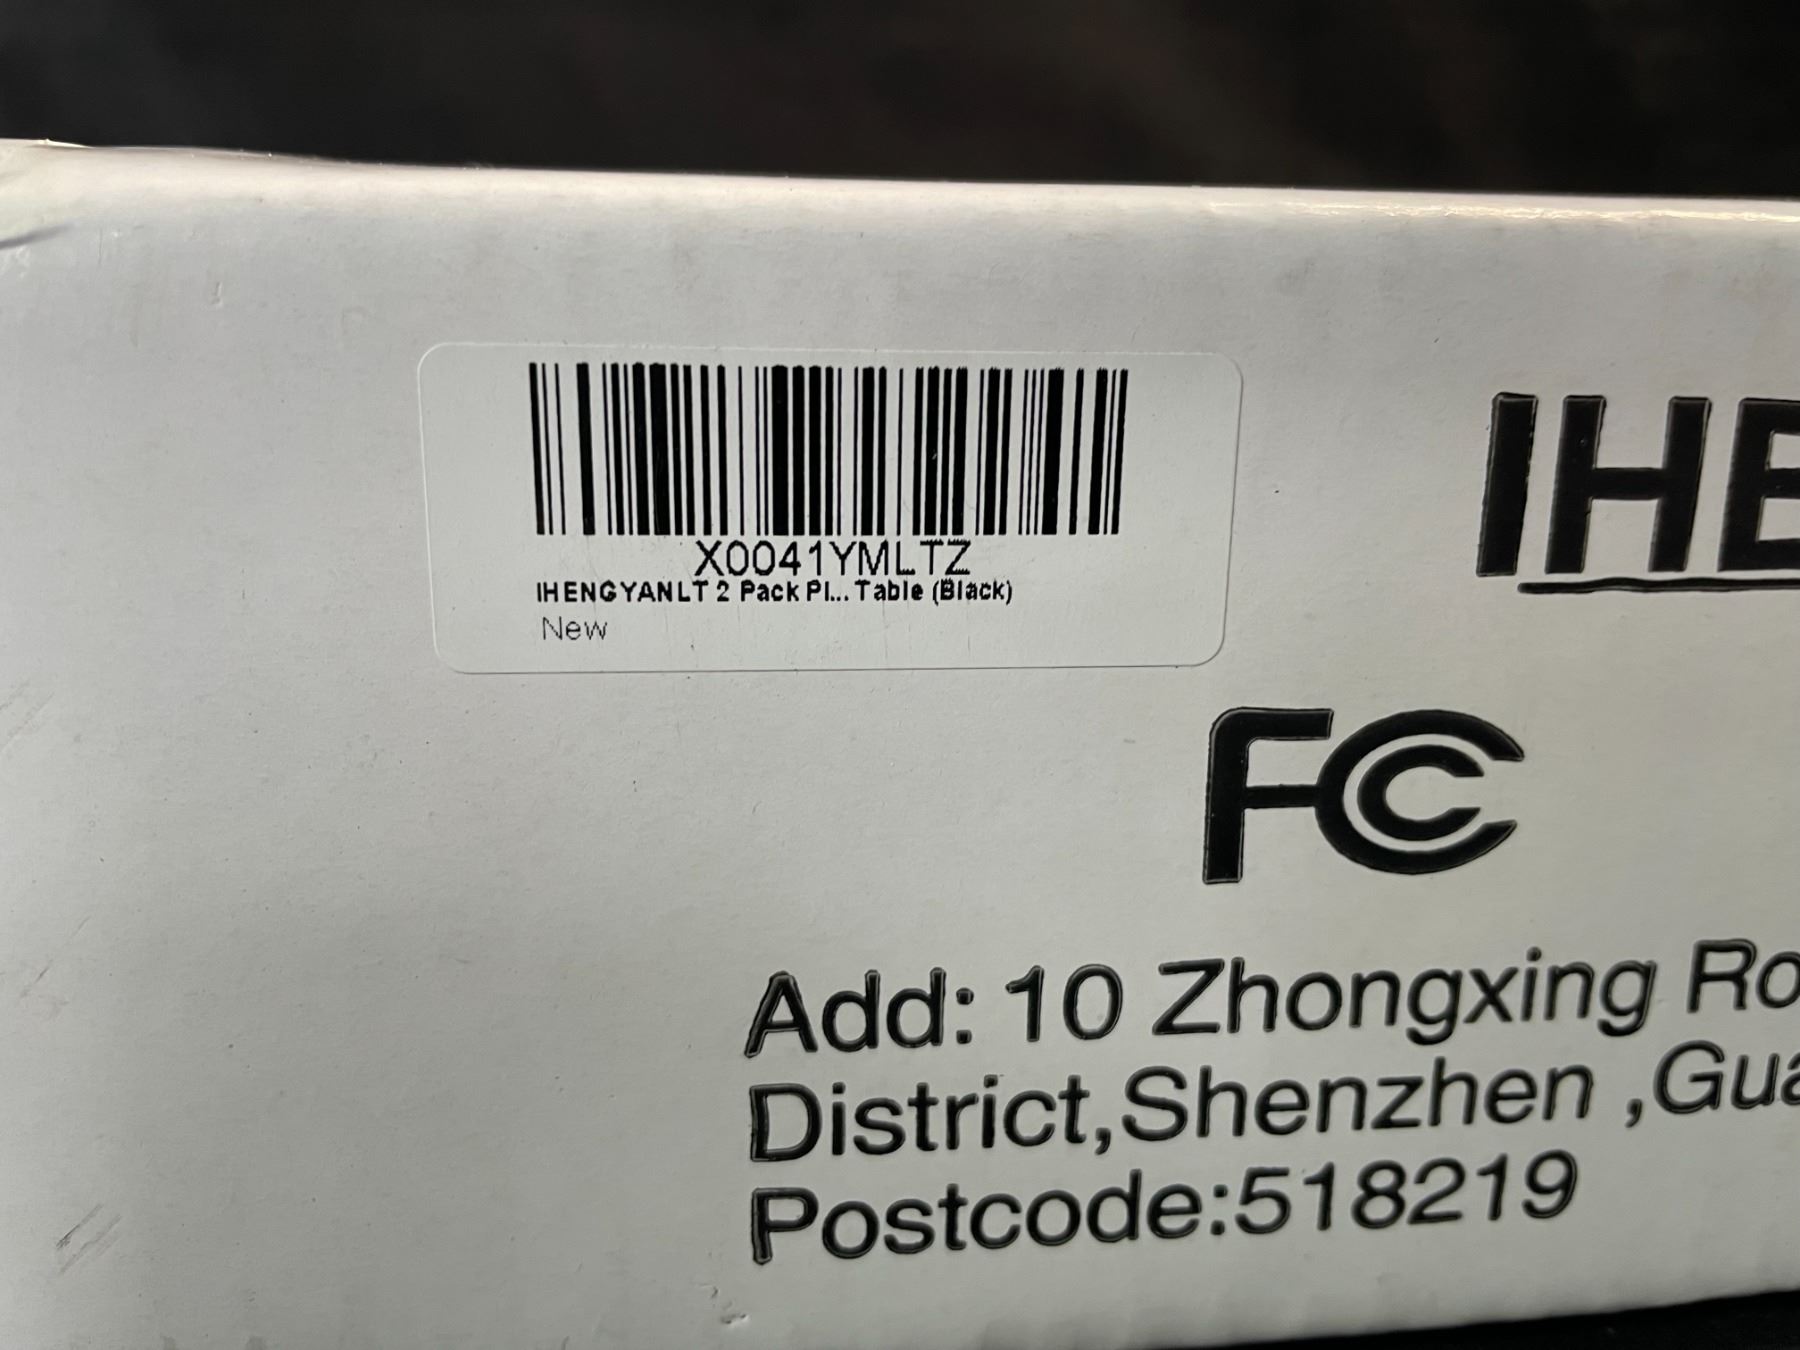 X0041YMLTZ
IHENGYANLT 2 Pack Pl... Table (Black)
New
IHE
FC
Add: 10 Zhongxing Ro
District,Shenzhen ,Gua
Postcode:518219